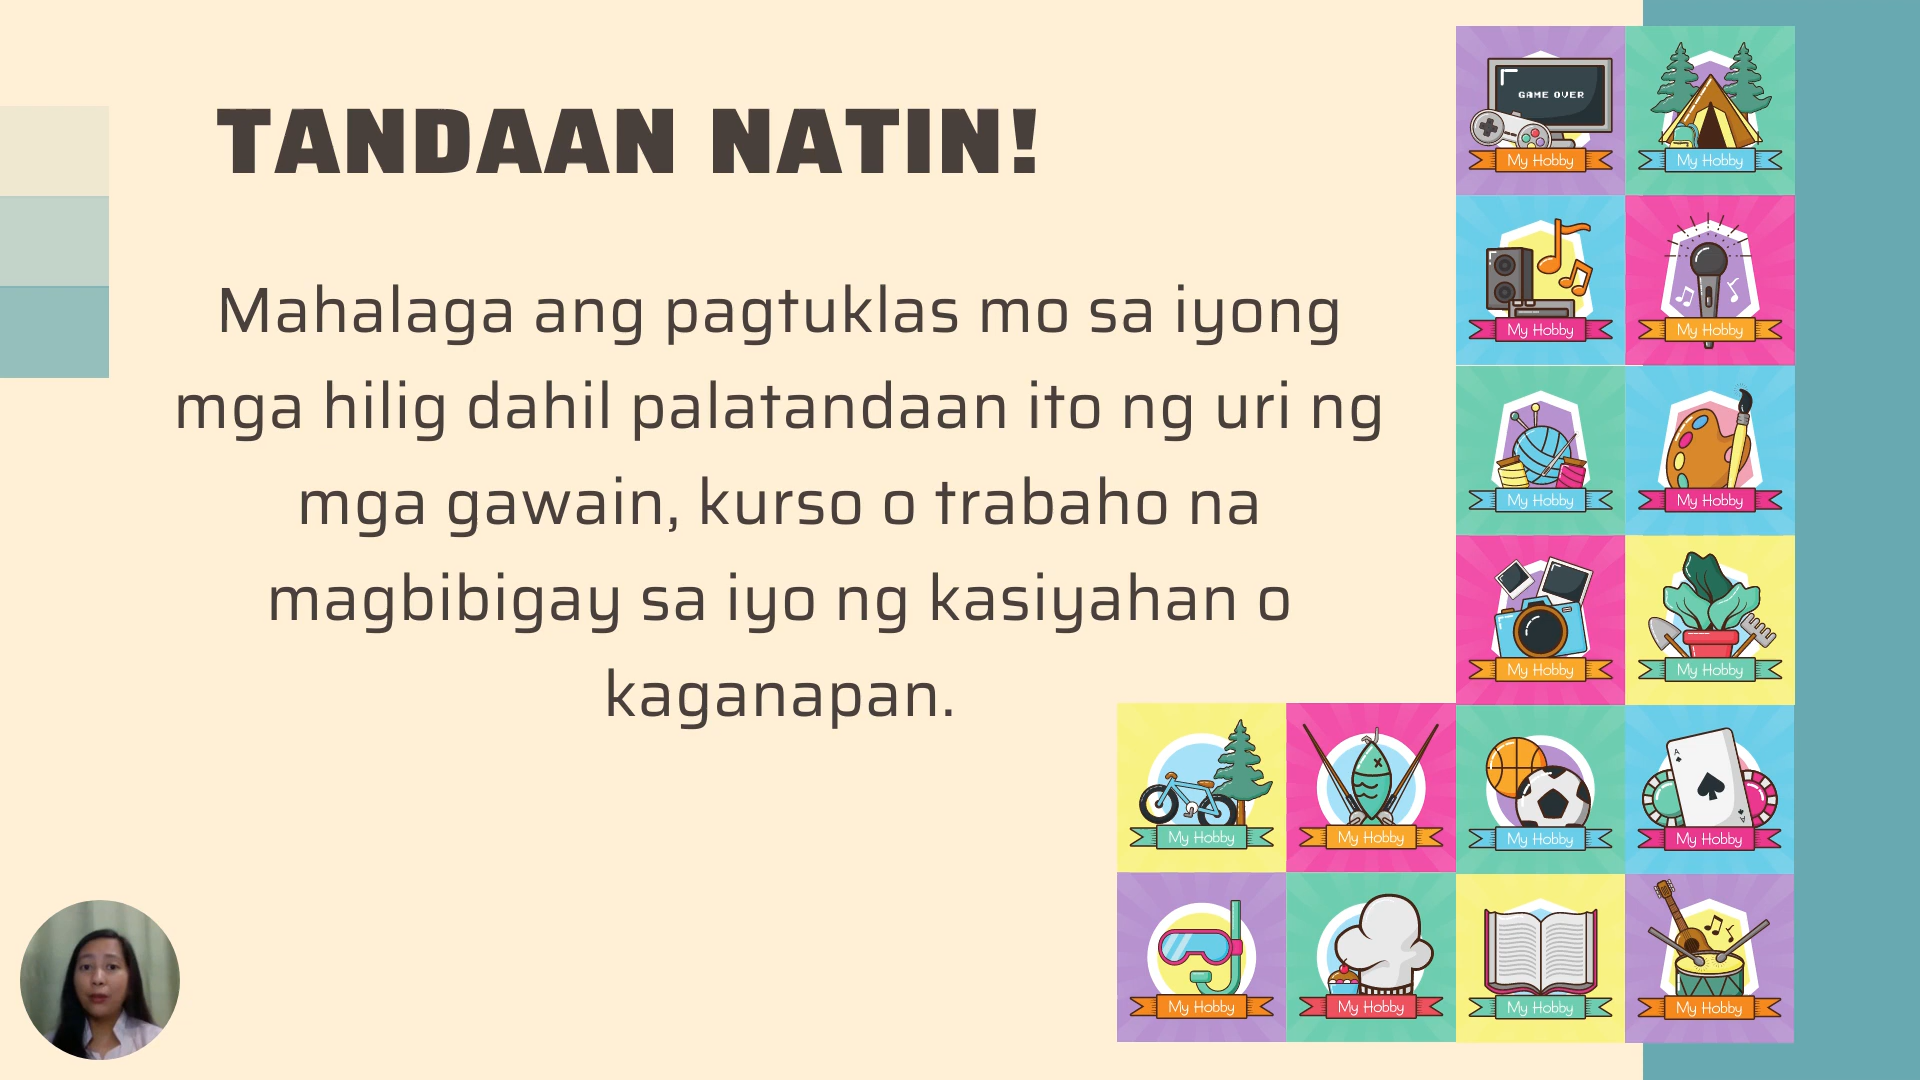 TANDAAN NATIN!
Mahalaga ang pagtuklas mo sa iyong
mga hilig dahil palatandaan ito ng uri ng
mga gawain, kurso o trabaho na
magbibigay sa iyo ng kasiyahan o
kaganapan.
GAME OVER
My Hobby
My Hobby
My Hobby
My Hobby
My Hobby
My Hobby
My Hobby
My Hobby
My Hobby
My Hobby
My Hobby
A
A
My Hobby
My Hobby
My Hobby
My Hobby
My Hobby